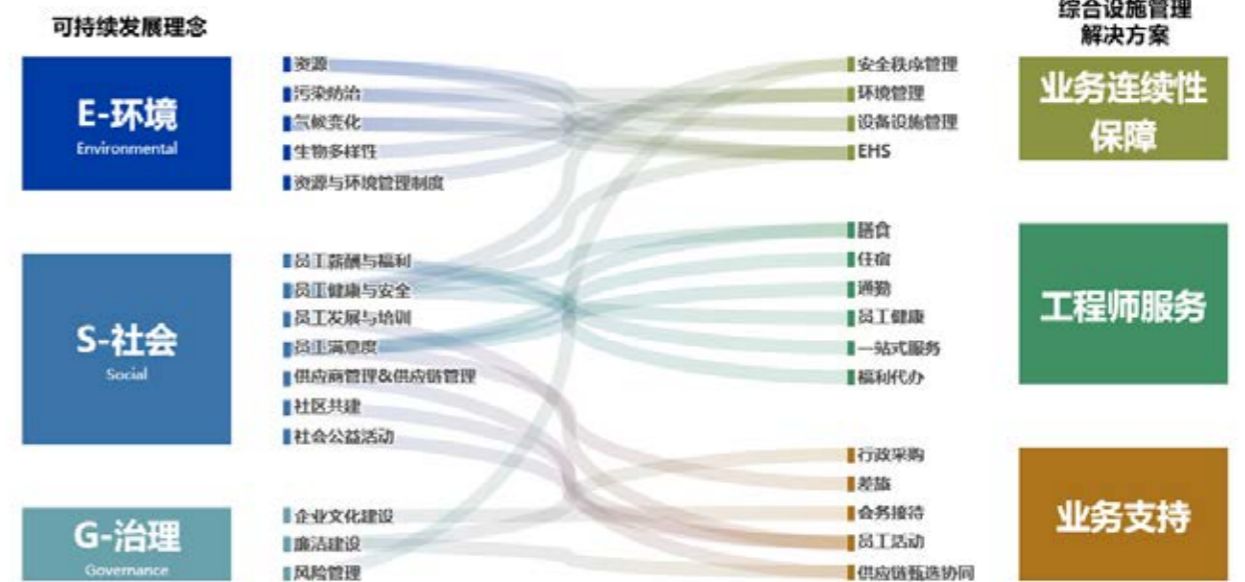 可持续发展理念
综合设施管理
解决方案
E-环境
Environmental
资源
污染防治
气候变化
生物多样性
资源与环境管理制度
S-社会
Social
员工薪酬与福利
员工健康与安全
员工发展与培训
员工满意度
供应商管理&供应链管理
社区共建
社会公益活动
G-治理
Governance
企业文化建设
廉洁建设
风险管理
安全秩序管理
环境管理
设备设施管理
EHS
业务连续性
保障
膳食
住宿
通勤
员工健康
一站式服务
福利代办
工程师服务
行政采购
差旅
会务接待
员工活动
供应链甄选协同
业务支持